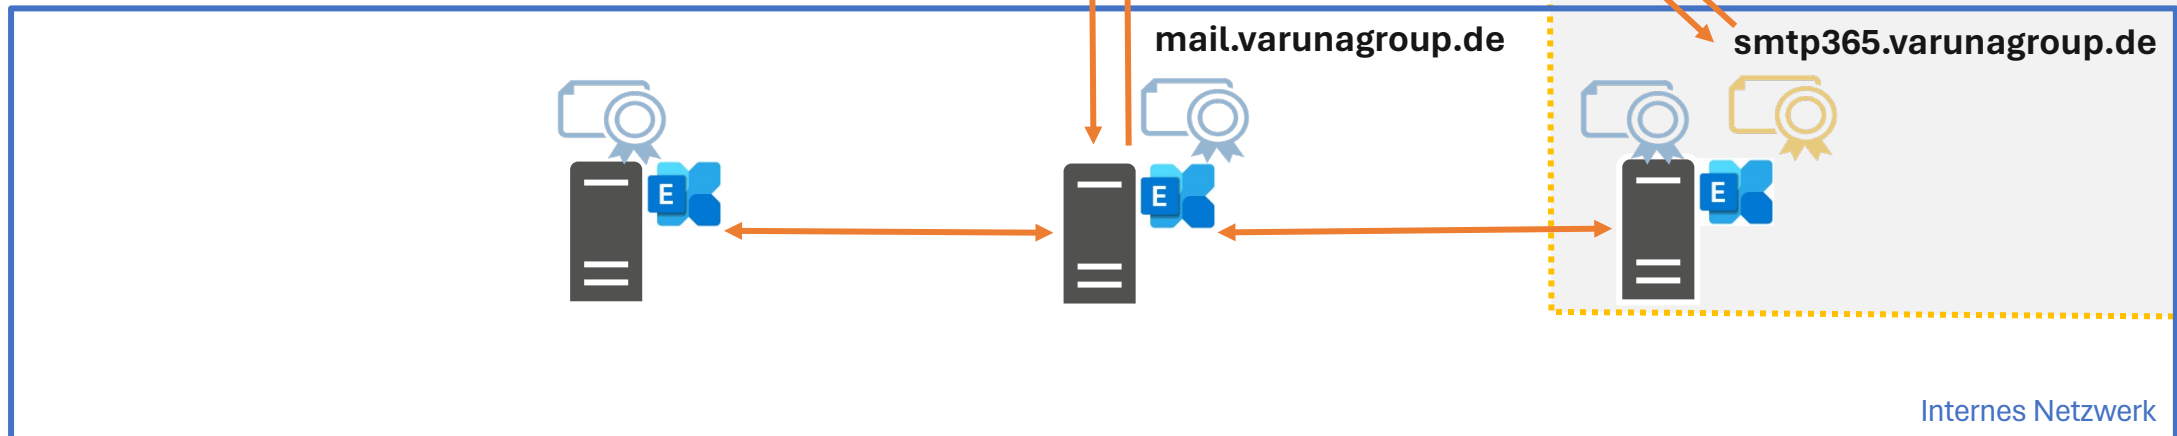 mail.varunagroup.de
smtp365.varunagroup.de
E
E
E
Internes Netzwerk